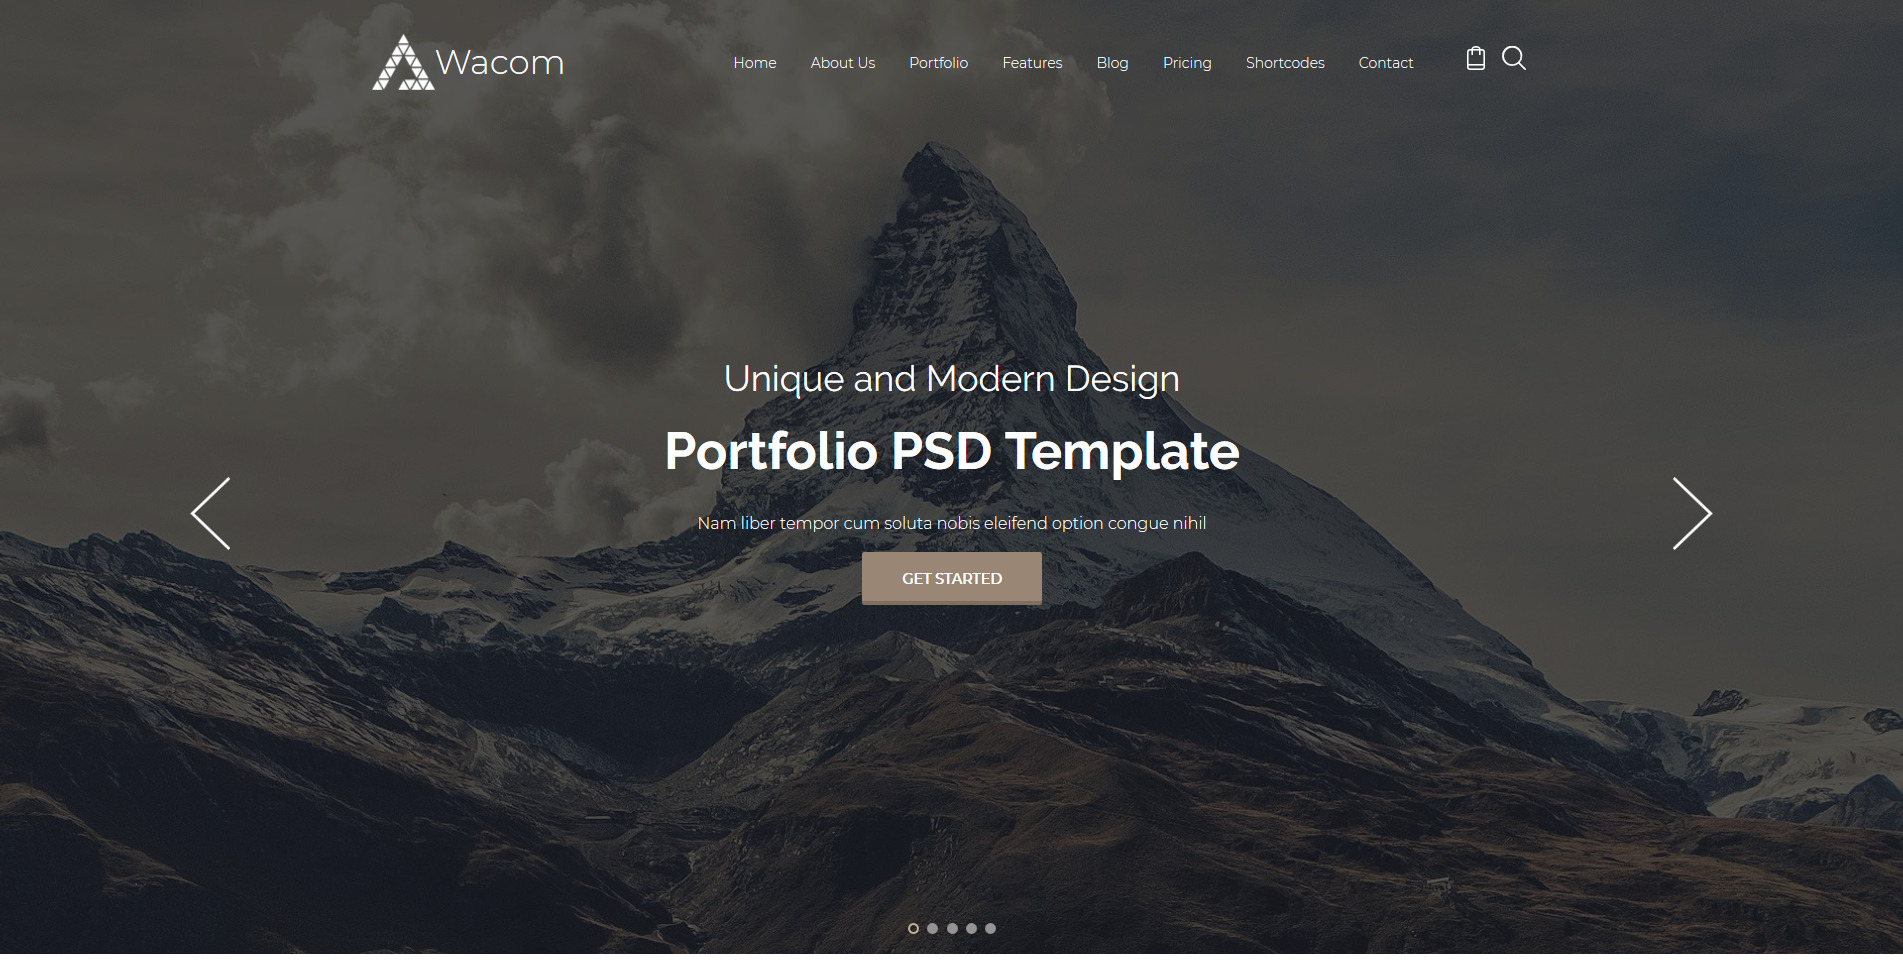 Wacom
Home About Us Portfolio Features Blog Pricing Shortcodes Contact
Unique and Modern Design
Portfolio PSD Template
Nam liber tempor cum soluta nobis eleifend option congue nihil
GET STARTED